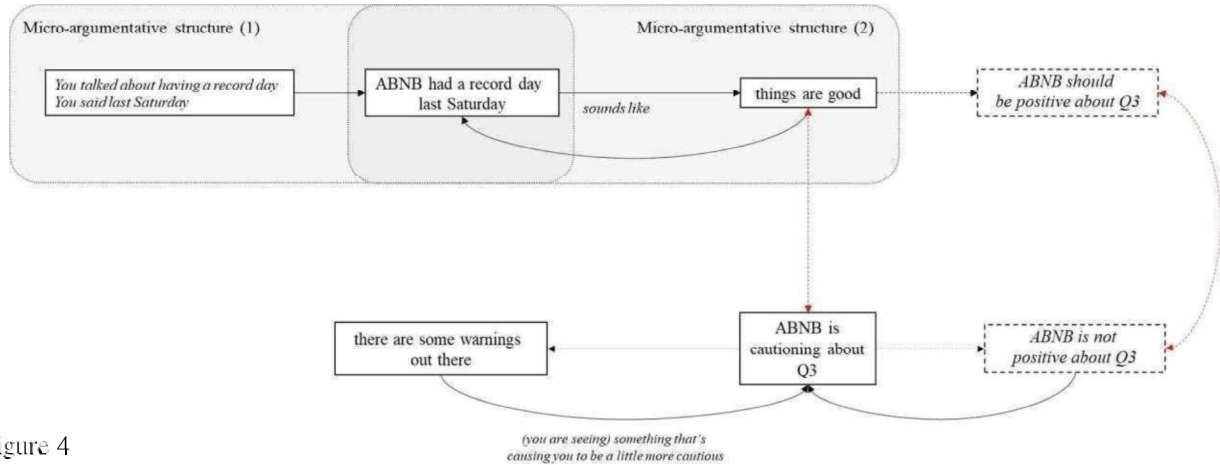 Micro-argumentative structure (1)
Micro-argumentative structure (2)
You talked about having a record day
You said last Saturday
ABNB had a record day
last Saturday
sounds like
things are good
ABNB should
be positive about Q3
there are some warnings
out there
ABNB is
cautioning about
Q3
ABNB is not
positive about Q3
(you are seeing) something that's
causing you to be a little more cautious
igure 4